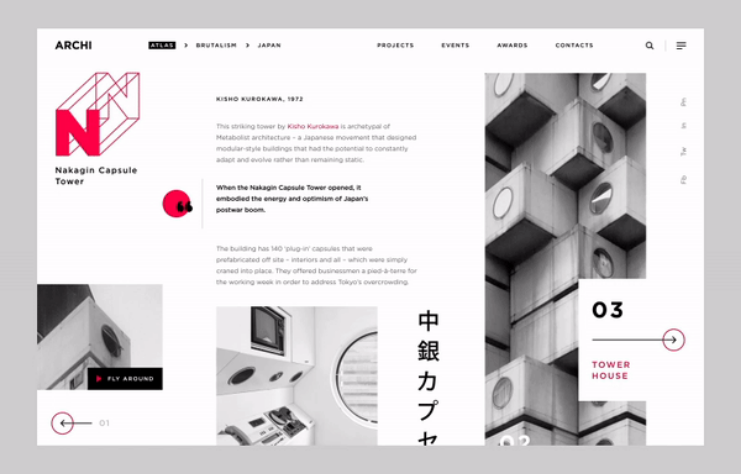 ARCHI
ATLAS > BRUTALISM > JAPAN
PROJECTS EVENTS AWARDS CONTACTS
N
Nakagin Capsule
Tower
KISHO KUROKAWA, 1972
This striking tower by Kisho Kurokawa is archetypal of
Metabolist architecture – a Japanese movement that designed
modular-style buildings that had the potential to constantly
adapt and evolve rather than remaining static.
When the Nakagin Capsule Tower opened, it
embodied the energy and optimism of Japan's
postwar boom.
The building has 140 'plug-in' capsules that were
prefabricated off site – interiors and all – which were simply
craned into place. They offered businessmen a pied-à-terre for
the working week in order to address Tokyo's overcrowding.
FLY AROUND
01
中銀カプセ
02
03
TOWER
HOUSE
Pn
In
Tw
Fb